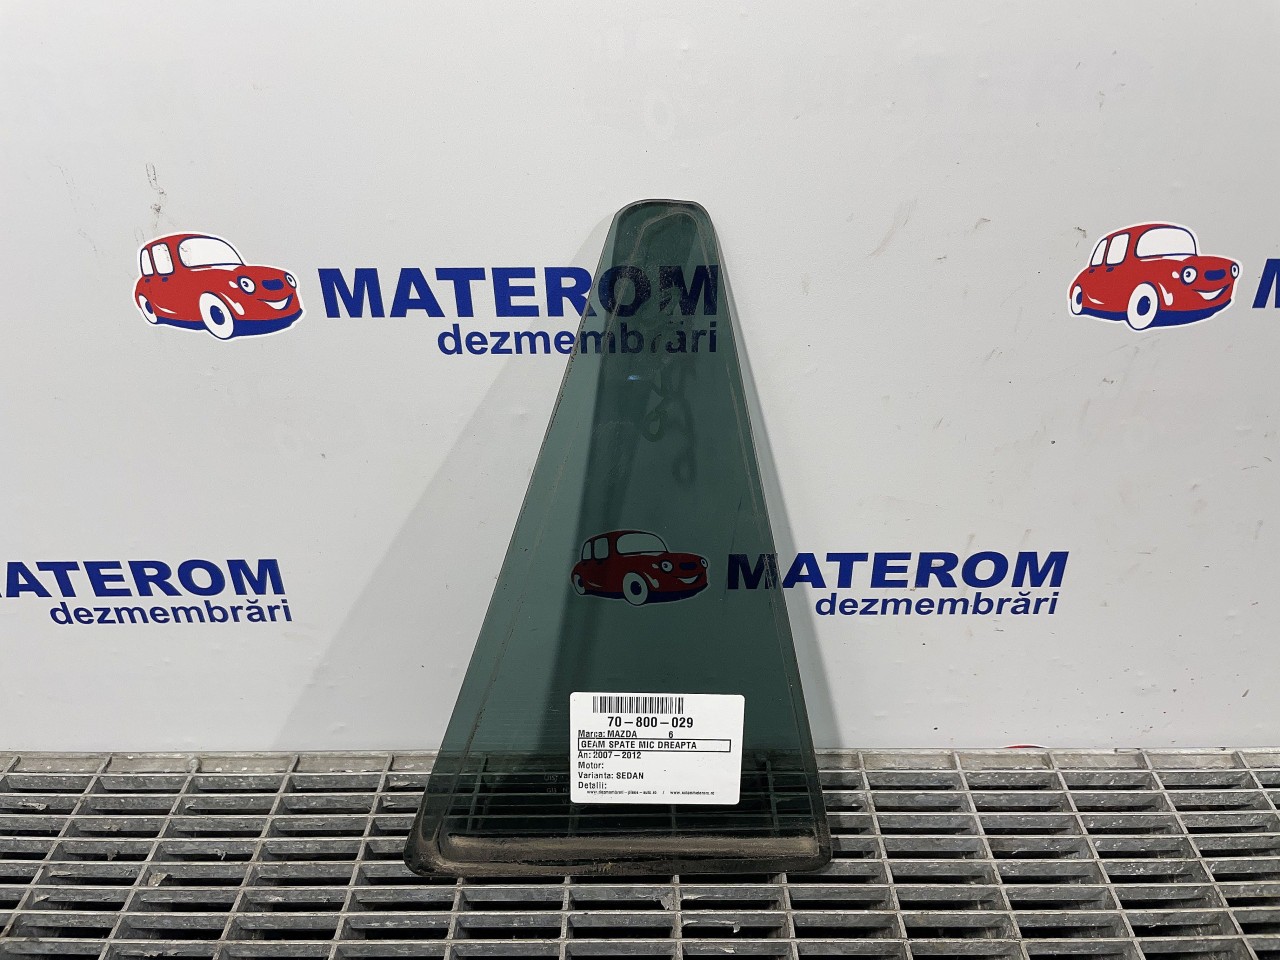 MATEROM
dezmembrări
M
ATEROM
dezmembrări
MATEROM
dezmembrări
70-800-029
Marca: MAZDA 6
GEAM SPATE MIC DREAPTA
An: 2007-2012
Motor:
Varianta: SEDAN
Detalii: